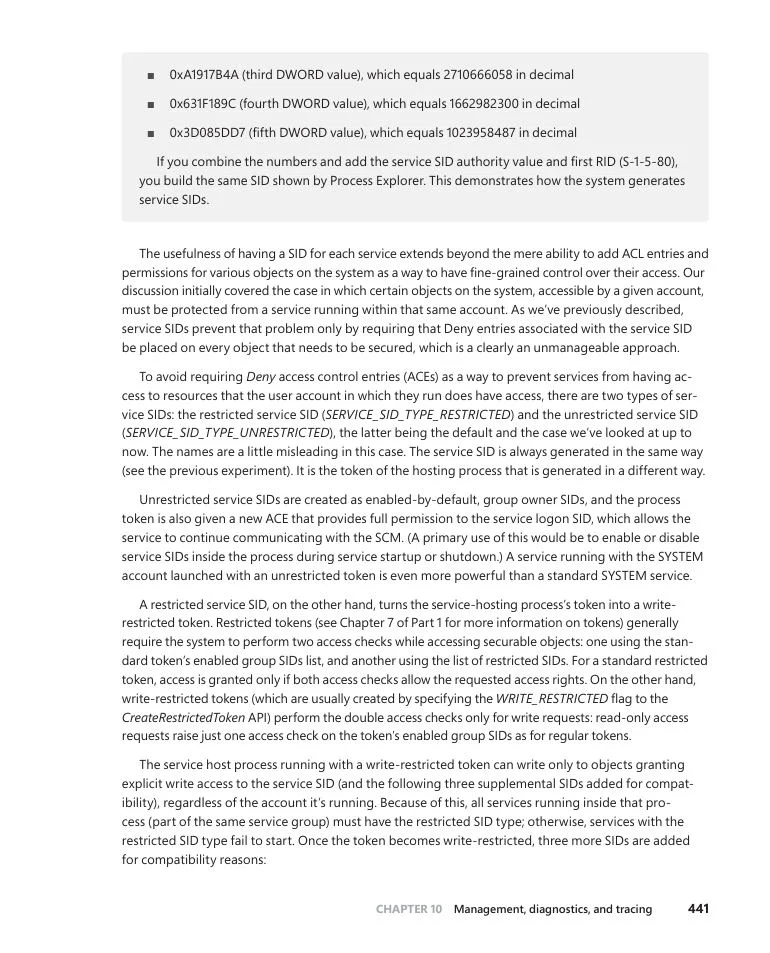 ■ 0xA1917B4A (third DWORD value), which equals 2710666058 in decimal
■ 0x631F189C (fourth DWORD value), which equals 1662982300 in decimal
■ 0x3D085DD7 (fifth DWORD value), which equals 1023958487 in decimal
If you combine the numbers and add the service SID authority value and first RID (S-1-5-80),
you build the same SID shown by Process Explorer. This demonstrates how the system generates
service SIDs.
The usefulness of having a SID for each service extends beyond the mere ability to add ACL entries and
permissions for various objects on the system as a way to have fine-grained control over their access. Our
discussion initially covered the case in which certain objects on the system, accessible by a given account,
must be protected from a service running within that same account. As we've previously described,
service SIDs prevent that problem only by requiring that Deny entries associated with the service SID
be placed on every object that needs to be secured, which is a clearly an unmanageable approach.
To avoid requiring Deny access control entries (ACEs) as a way to prevent services from having ac-
cess to resources that the user account in which they run does have access, there are two types of ser-
vice SIDs: the restricted service SID (SERVICE_SID_TYPE_RESTRICTED) and the unrestricted service SID
(SERVICE_SID_TYPE_UNRESTRICTED), the latter being the default and the case we've looked at up to
now. The names are a little misleading in this case. The service SID is always generated in the same way
(see the previous experiment). It is the token of the hosting process that is generated in a different way.
Unrestricted service SIDs are created as enabled-by-default, group owner SIDs, and the process
token is also given a new ACE that provides full permission to the service logon SID, which allows the
service to continue communicating with the SCM. (A primary use of this would be to enable or disable
service SIDs inside the process during service startup or shutdown.) A service running with the SYSTEM
account launched with an unrestricted token is even more powerful than a standard SYSTEM service.
A restricted service SID, on the other hand, turns the service-hosting process's token into a write-
restricted token. Restricted tokens (see Chapter 7 of Part 1 for more information on tokens) generally
require the system to perform two access checks while accessing securable objects: one using the stan-
dard token's enabled group SIDs list, and another using the list of restricted SIDs. For a standard restricted
token, access is granted only if both access checks allow the requested access rights. On the other hand,
write-restricted tokens (which are usually created by specifying the WRITE_RESTRICTED flag to the
CreateRestrictedToken API) perform the double access checks only for write requests: read-only access
requests raise just one access check on the token's enabled group SIDs as for regular tokens.
The service host process running with a write-restricted token can write only to objects granting
explicit write access to the service SID (and the following three supplemental SIDs added for compat-
ibility), regardless of the account it's running. Because of this, all services running inside that pro-
cess (part of the same service group) must have the restricted SID type; otherwise, services with the
restricted SID type fail to start. Once the token becomes write-restricted, three more SIDs are added
for compatibility reasons:
CHAPTER 10 Management, diagnostics, and tracing 441